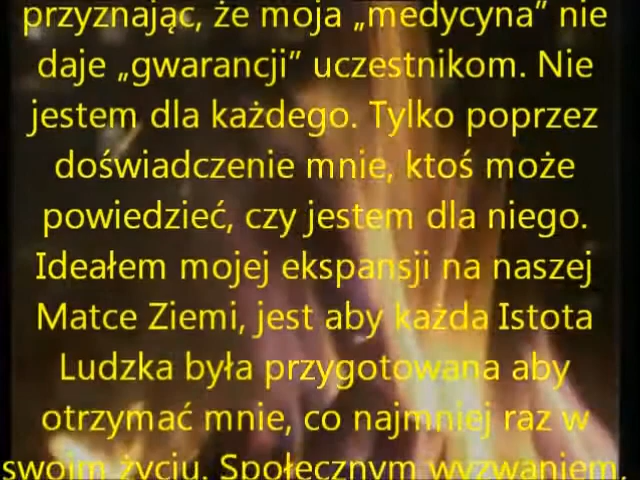 przyznając, że moja „medycyna” nie
daje „gwarancji” uczestnikom. Nie
jestem dla każdego. Tylko poprzez
doświadczenie mnie, ktoś może
powiedzieć, czy jestem dla niego.
Ideałem mojej ekspansji na naszej
Matce Ziemi, jest aby każda Istota
Ludzka była przygotowana aby
otrzymać mnie, co najmniej raz w
swoim życiu. Społecznym wyzwaniem,